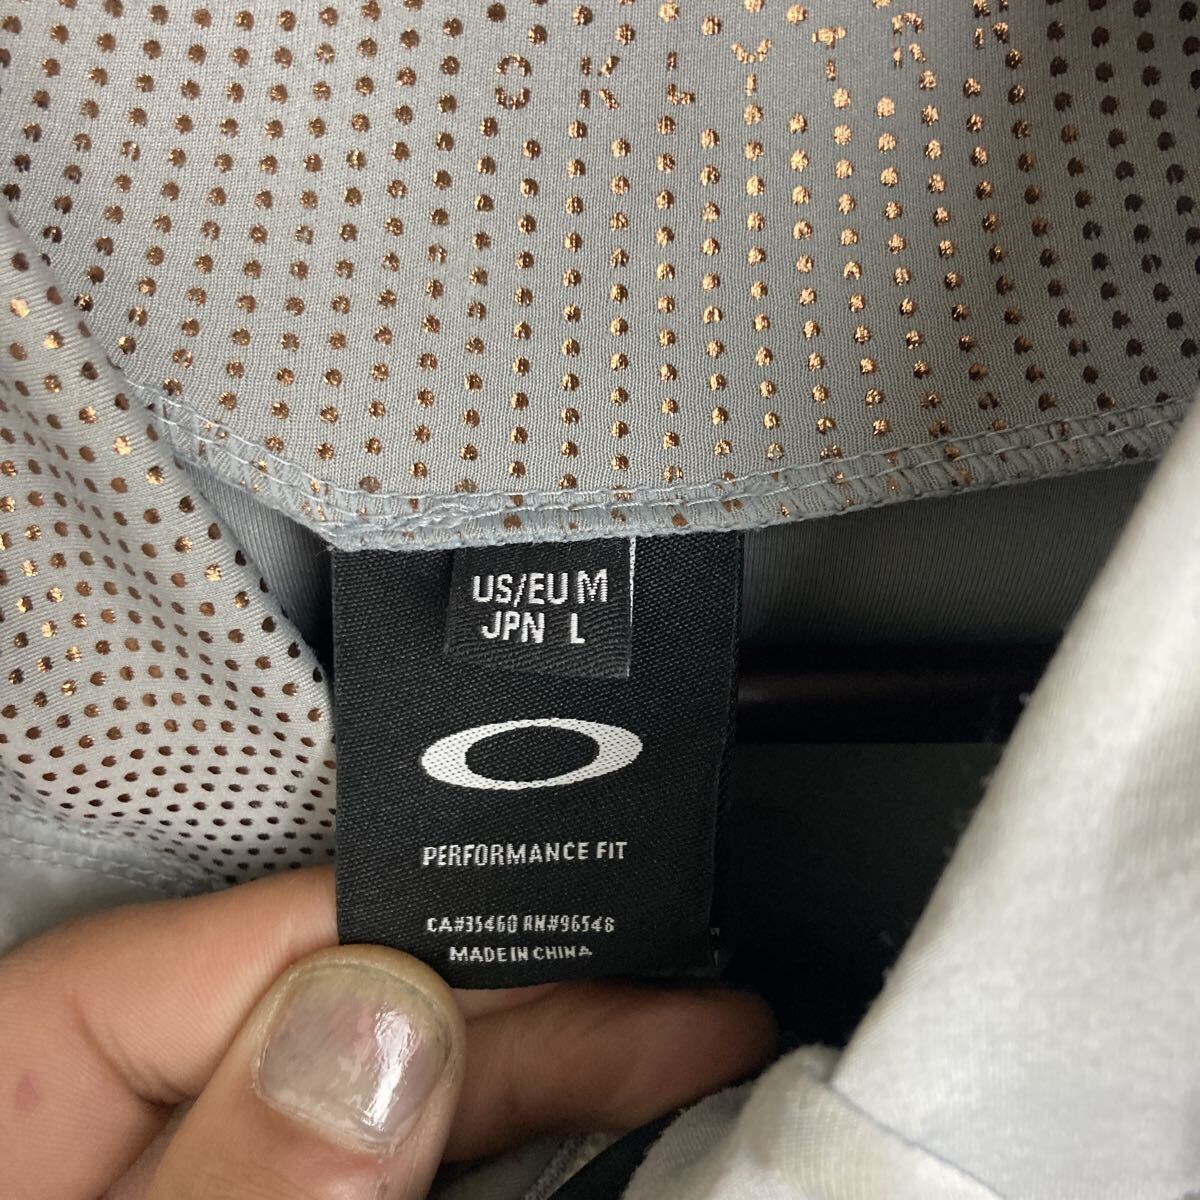 US/EU M
JPN L
PERFORMANCE FIT
CA#35460 RN#96548
MADE IN CHINA